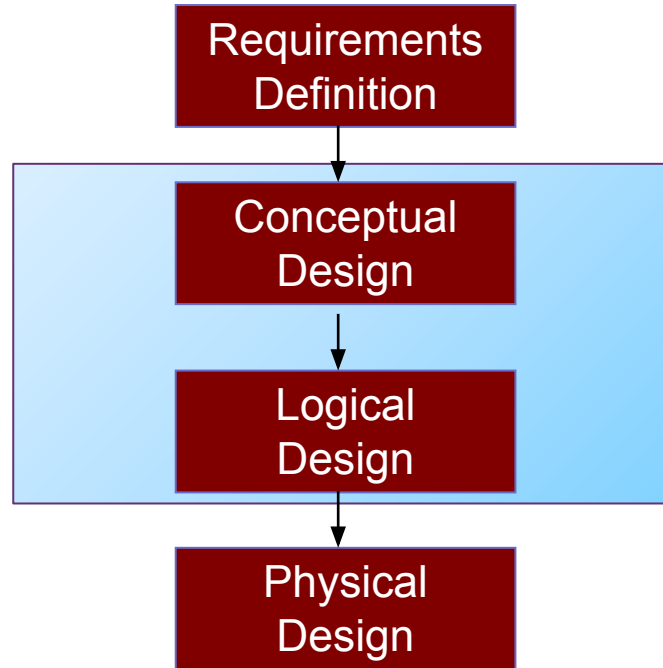 Requirements
Definition
Conceptual
Design
Logical
Design
Physical
Design